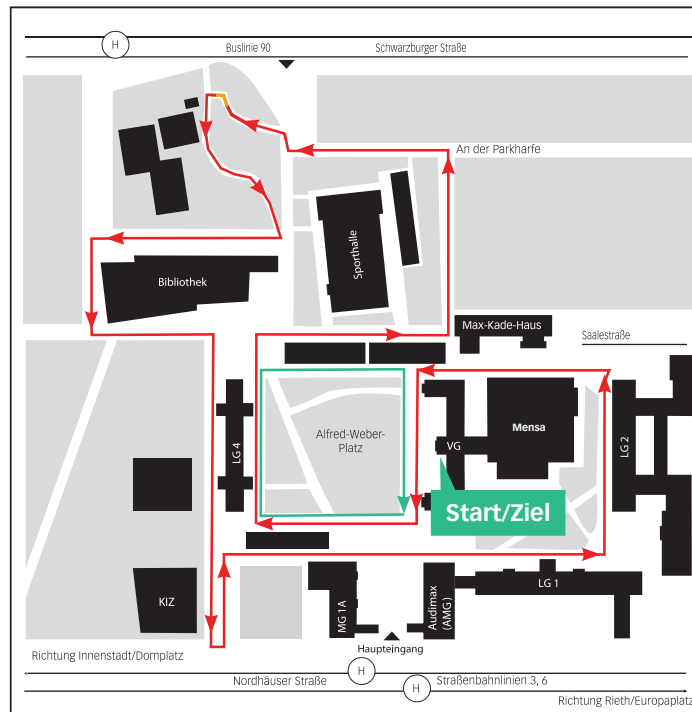 H
Buslinie 90
Schwarzburger Straße
An der Parkharfe
Sporthalle
Bibliothek
Max-Kade-Haus
Saalestraße
Mensa
Alfred-Weber-
Platz
VG
LG 4
LG 2
Start/Ziel
KIZ
MG 1A
Audimax
(AMG)
LG 1
Haupteingang
Richtung Innenstadt/Domplatz
H
Nordhäuser Straße
H
Straßenbahnlinien 3, 6
Richtung Rieth/Europaplatz